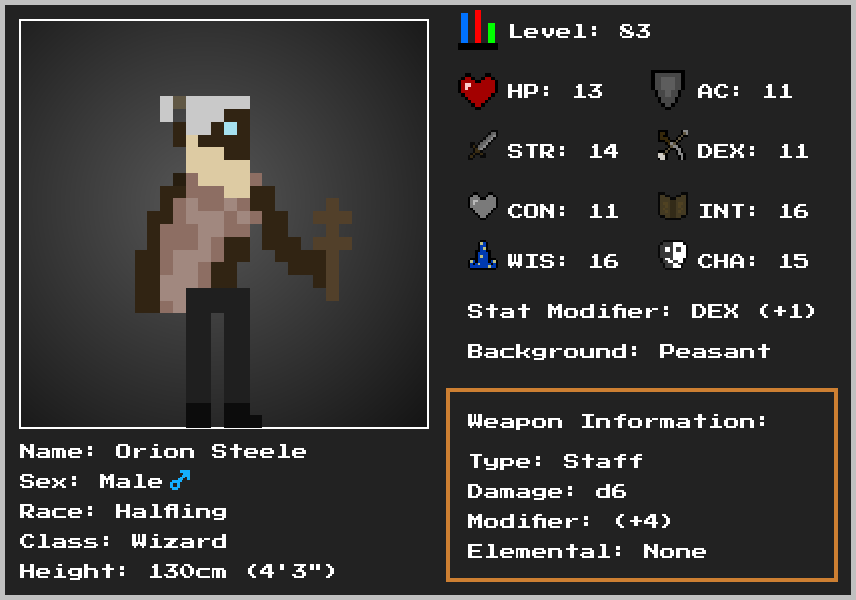 Level: 83
HP: 13
AC: 11
STR: 14
DEX: 11
CON: 11
INT: 16
WIS: 16
CHA: 15
Stat Modifier: DEX (+1)
Background: Peasant
Weapon Information:
Type: Staff
Damage: d6
Modifier: (+4)
Elemental: None
Name: Orion Steele
Sex: Male♂
Race: Halfling
Class: Wizard
Height: 130cm (4'3")